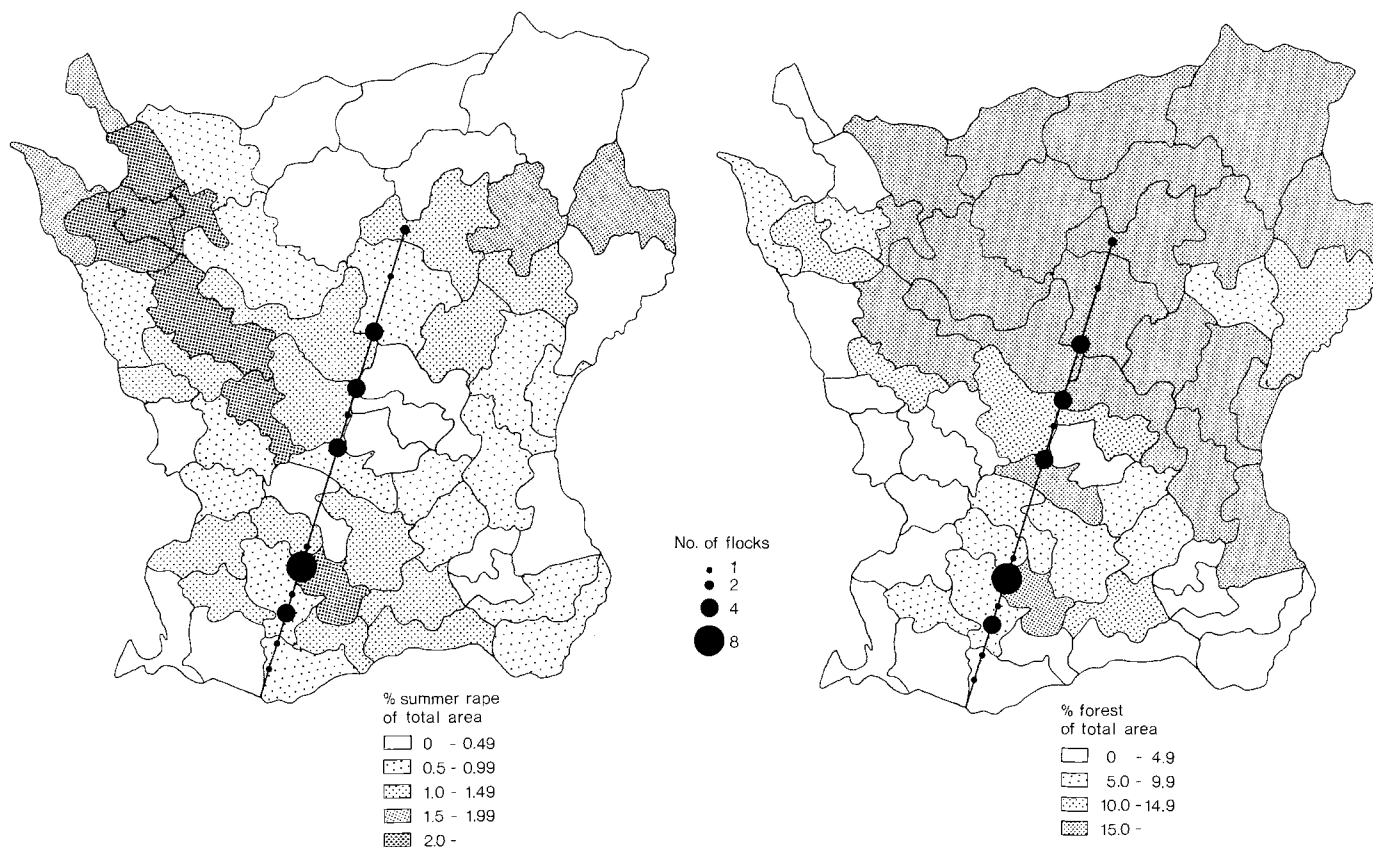 No. of flocks
1
2
4
8
% summer rape
of total area
0 - 0.49
0.5 - 0.99
1.0 - 1.49
1.5 - 1.99
2.0 -
% forest
of total area
0 - 4.9
5.0 - 9.9
10.0 - 14.9
15.0 -